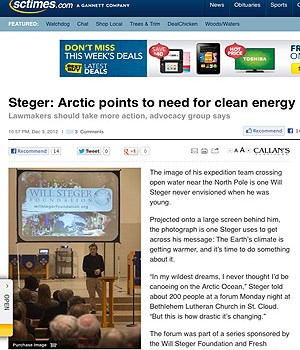 sctimes.com A GANNETT COMPANY
News Obituaries Spo
FEATURED: Watchdog Chat Shop Local Trees & Trim DealChicken Woods/Waters
DON'T MISS
THIS WEEK'S
BEST BUY DEALS
TOSHIBA
Steger: Arctic points to need for clean energy
Lawmakers should take more action, advocacy group says
10:57 PM, Dec 3, 2012 | 3 Comments
Recommend 14 Tweet 0 +1 0 Recommend A A CALLAN'S
WILL STEGER
FOUNDATION
willstegerfoundation.org
OPEN
Purchase Image
The image of his expedition team crossing
open water near the North Pole is one Will
Steger never envisioned when he was
young.
Projected onto a large screen behind him,
the photograph is one Steger uses to get
across his message: The Earth's climate is
getting warmer, and it's time to do something
about it.
"In my wildest dreams, I never thought I'd be
canoeing on the Arctic Ocean," Steger told
about 200 people at a forum Monday night at
Bethlehem Lutheran Church in St. Cloud.
"But this is how drastic it's changing."
The forum was part of a series sponsored by
the Will Steger Foundation and Fresh